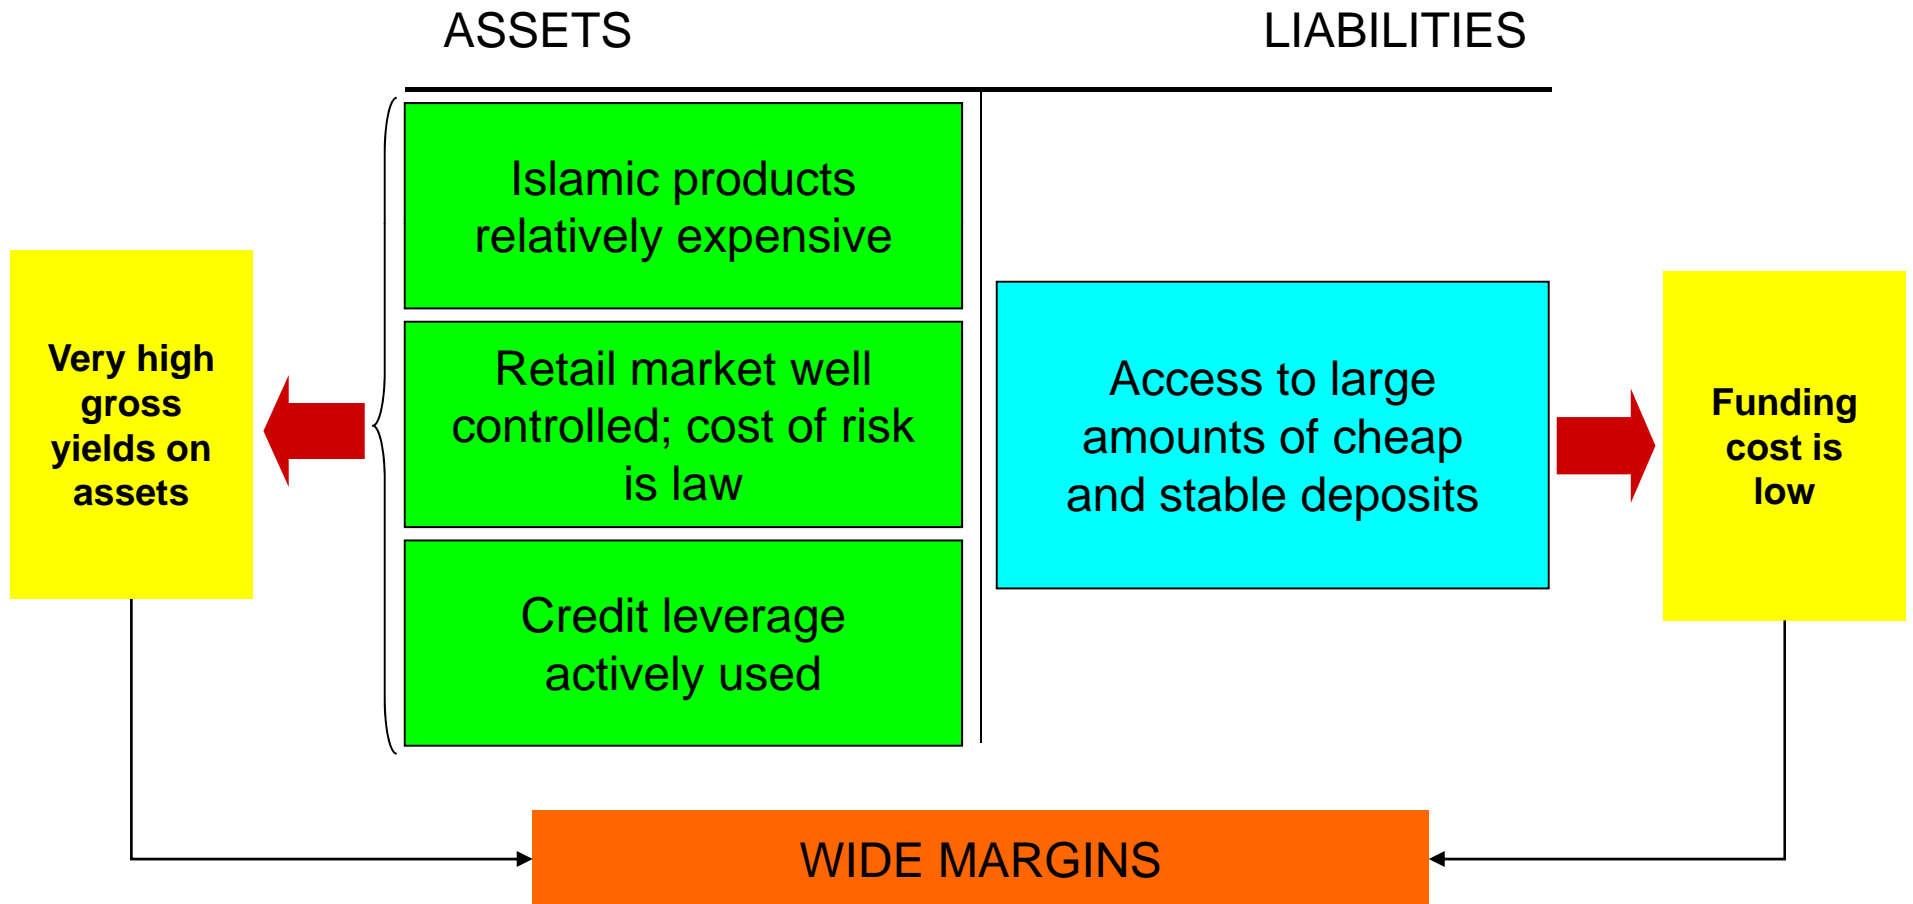 ASSETS
LIABILITIES
Islamic products
relatively expensive
Retail market well
controlled; cost of risk
is law
Credit leverage
actively used
Access to large
amounts of cheap
and stable deposits
Very high
gross
yields on
assets
Funding
cost is
low
WIDE MARGINS